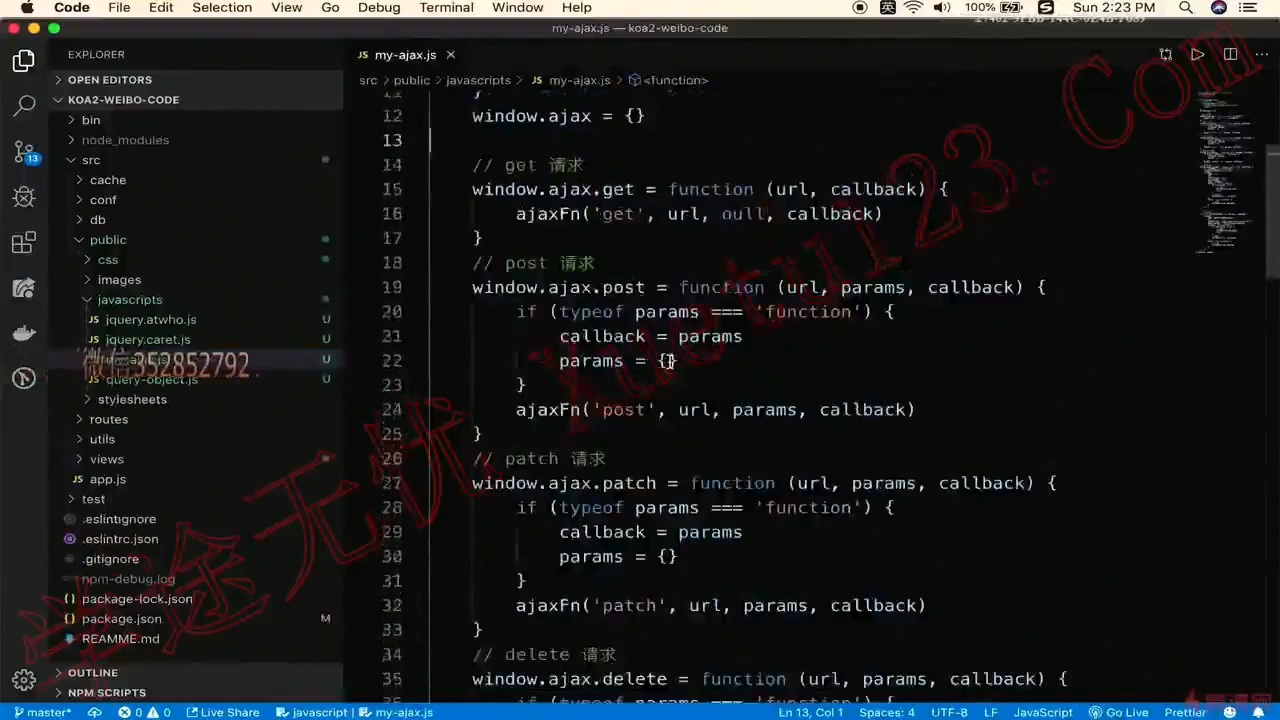 Code File Edit Selection View Go Debug Terminal Window Help 100% Sun 2:23 PM
my-ajax.js — koa2-weibo-code
EXPLORER
my-ajax.js
OPEN EDITORS
src > public > javascripts > my-ajax.js > <function>
KOA2-WEIBO-CODE
bin
node_modules
src
cache
conf
db
public
css
images
javascripts
jquery.atwho.js U
jquery.caret.js U
微信352852792 U
query-object.js U
stylesheets
routes
utils
views
app.js
test
.eslintignore
.eslintrc.json
.gitignore
npm-debug.log
package-lock.json
package.json M
REAMME.md
OUTLINE
NPM SCRIPTS
13
12 window.ajax = {}
13
14 // get 请求
15 window.ajax.get = function (url, callback) {
16 ajaxFn('get', url, null, callback)
17 }
18 // post 请求
19 window.ajax.post = function (url, params, callback) {
20 if (typeof params === 'function') {
21 callback = params
22 params = {}
23 }
24 ajaxFn('post', url, params, callback)
25 }
26 // patch 请求
27 window.ajax.patch = function (url, params, callback) {
28 if (typeof params === 'function') {
29 callback = params
30 params = {}
31 }
32 ajaxFn('patch', url, params, callback)
33 }
34 // delete 请求
35 window.ajax.delete = function (url, params, callback) {
学途无忧 xuetu123.Com
master* 0 0 Live Share javascript | my-ajax.js Ln 13, Col 1 Spaces: 4 UTF-8 LF JavaScript Go Live Prettier